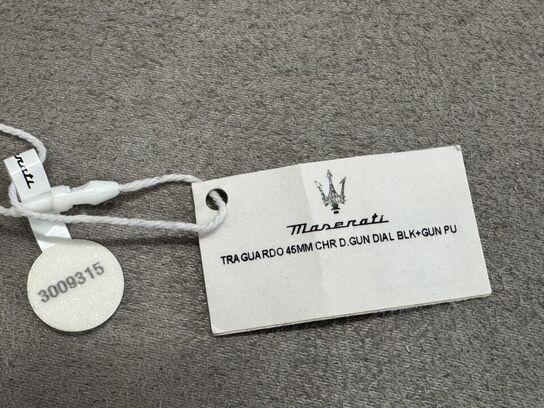 Maserati
TRAGUARDO 45MM CHR D.GUN DIAL BLK+GUN PU
3009315